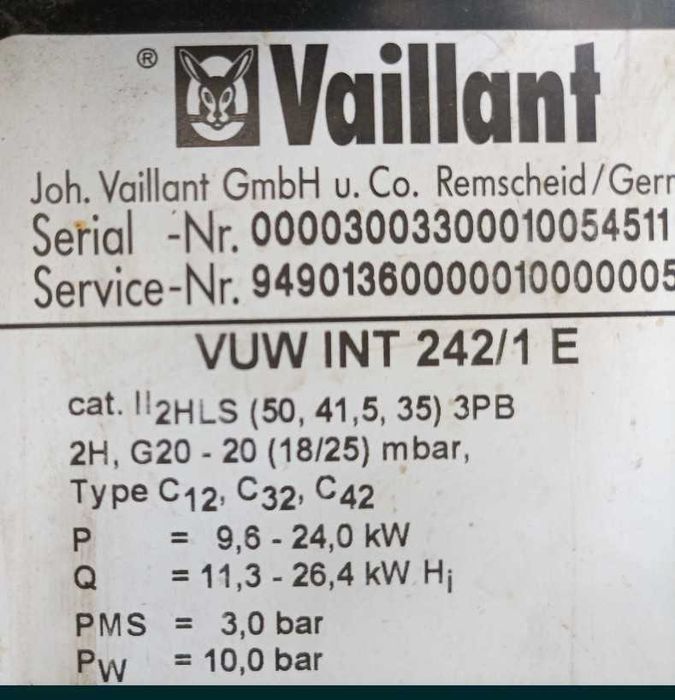 ® Vaillant
Joh. Vaillant GmbH u. Co. Remscheid/Gerr
Serial -Nr. 00003003300010054511
Service-Nr. 94901360000010000005
VUW INT 242/1 E
cat. II2HLS (50, 41,5, 35) 3PB
2H, G20 - 20 (18/25) mbar,
Type C12, C32, C42
P = 9,6 - 24,0 kW
Q = 11,3 - 26,4 kW Hi
PMS = 3,0 bar
PW = 10,0 bar